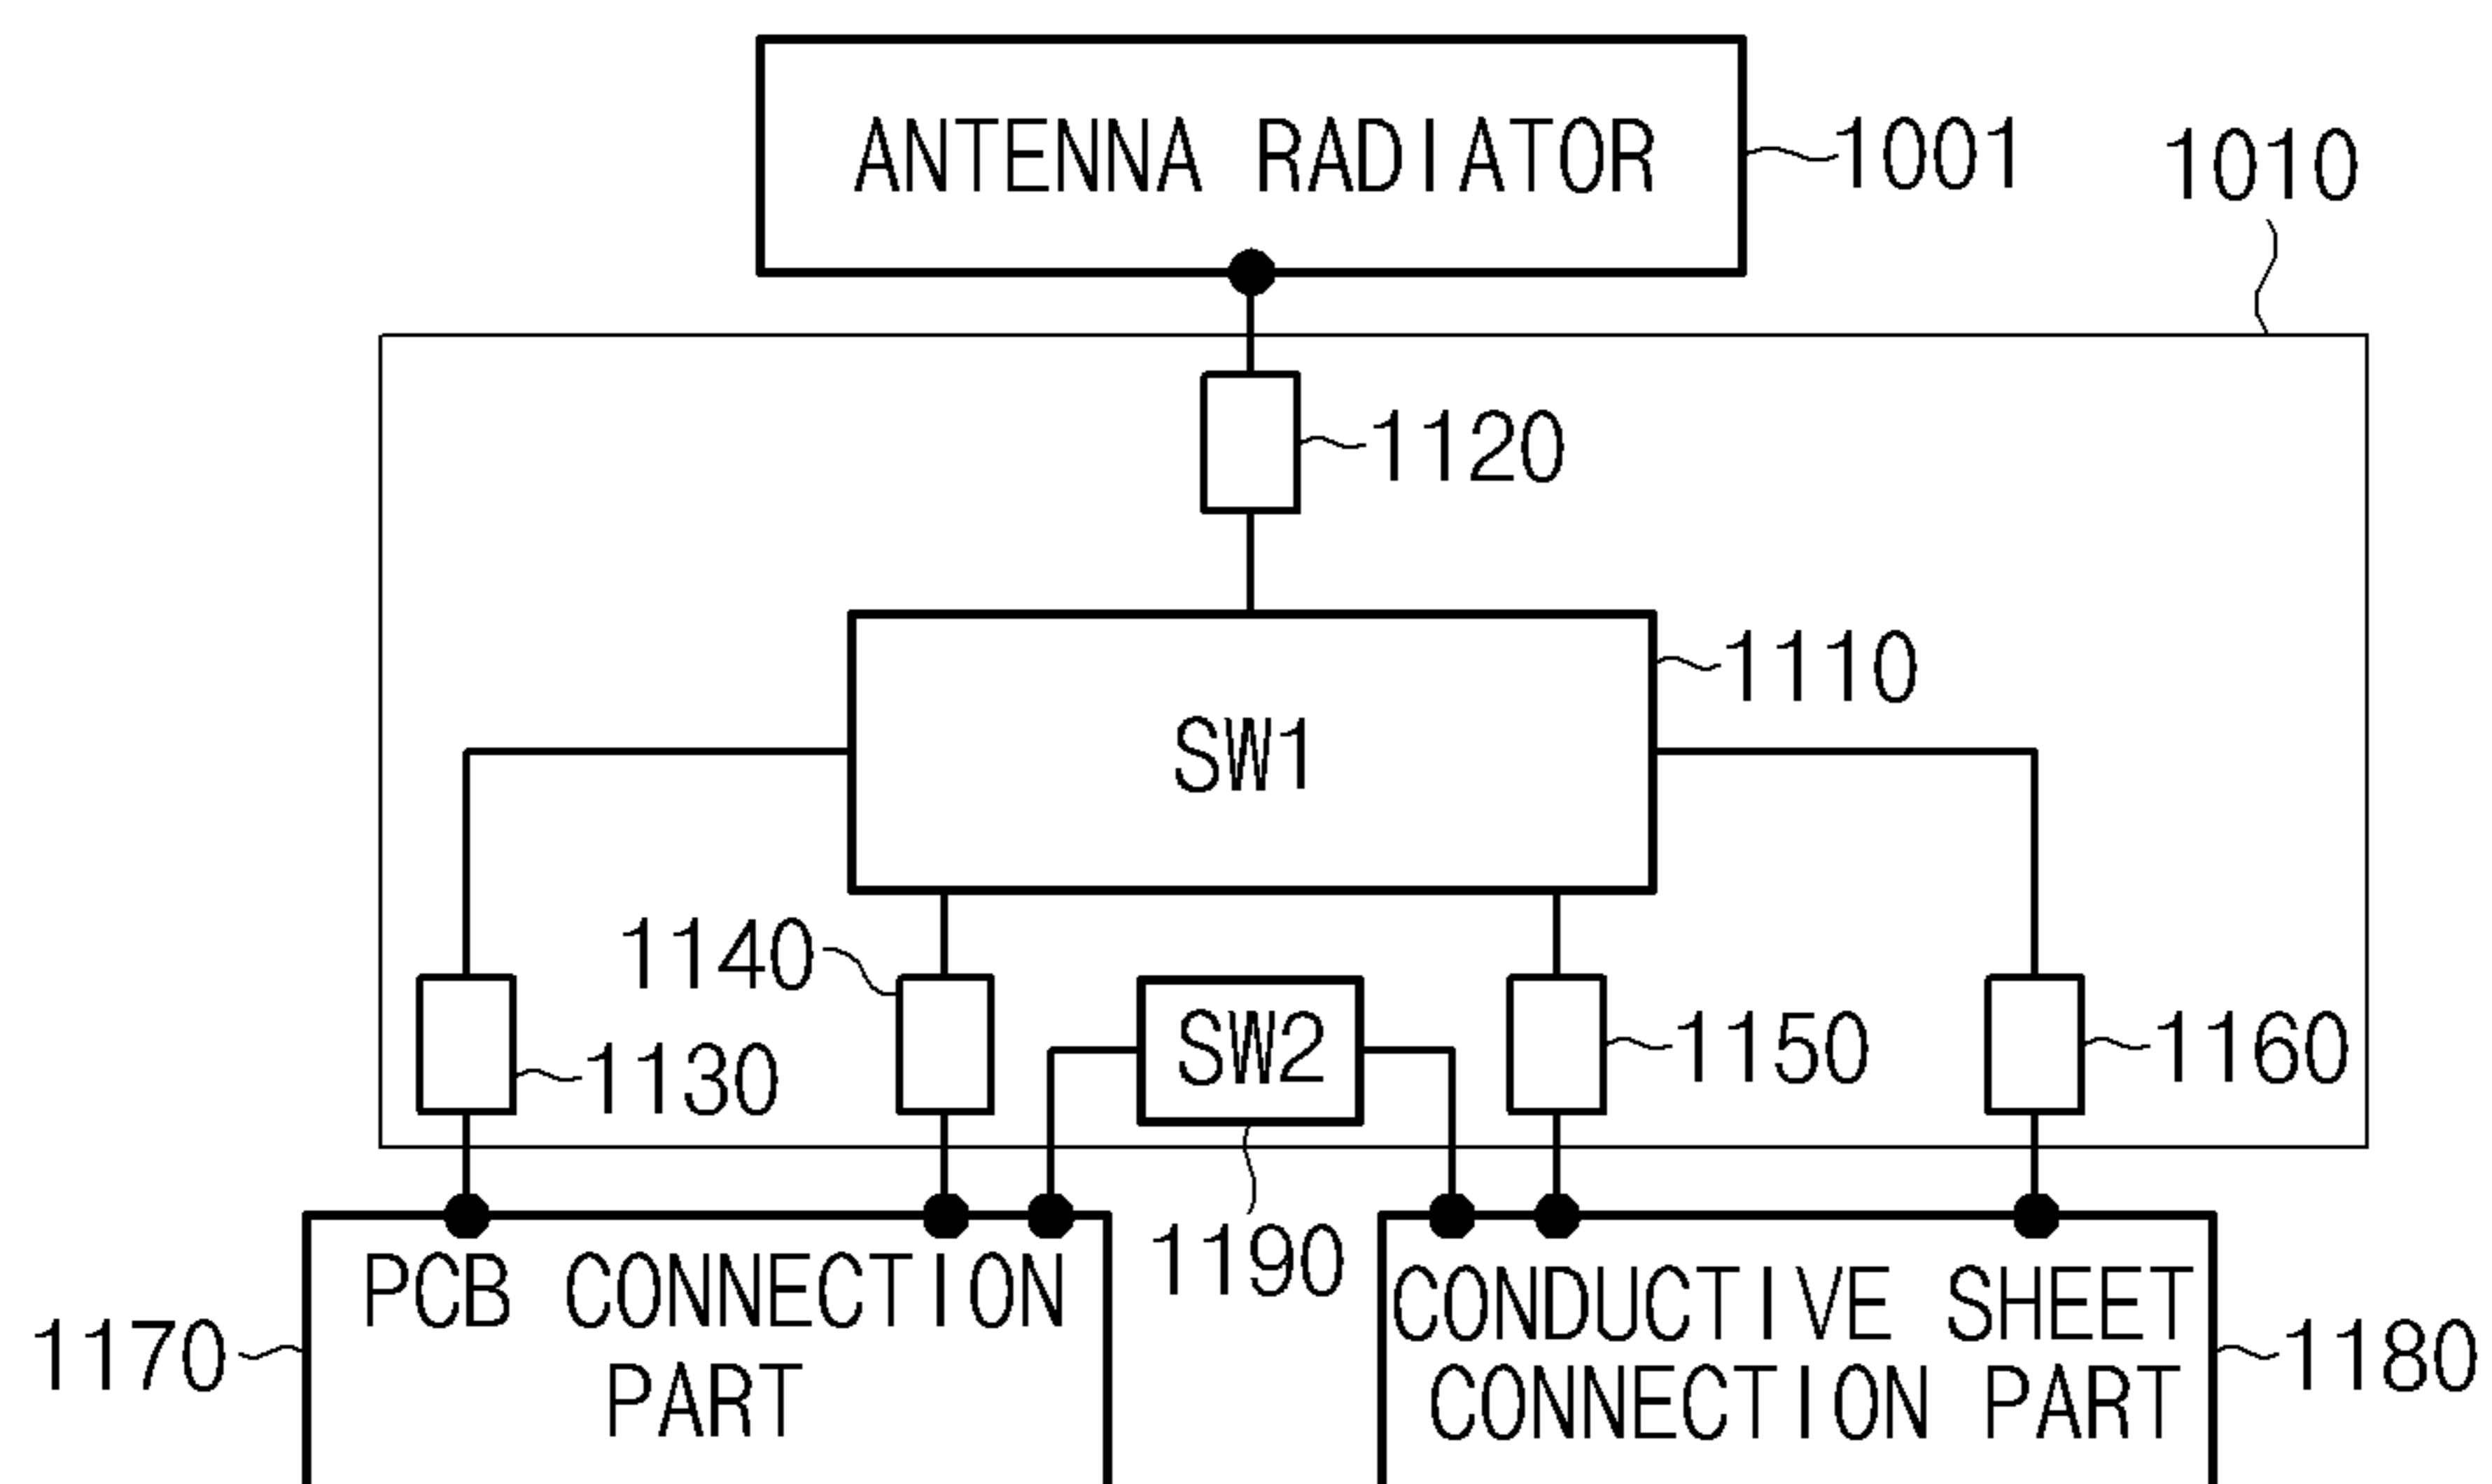 ANTENNA RADIATOR
1001
1010
1120
1110
SW1
1140
1130
SW2
1150
1160
1190
PCB CONNECTION
PART
1170
CONDUCTIVE SHEET
CONNECTION PART
1180